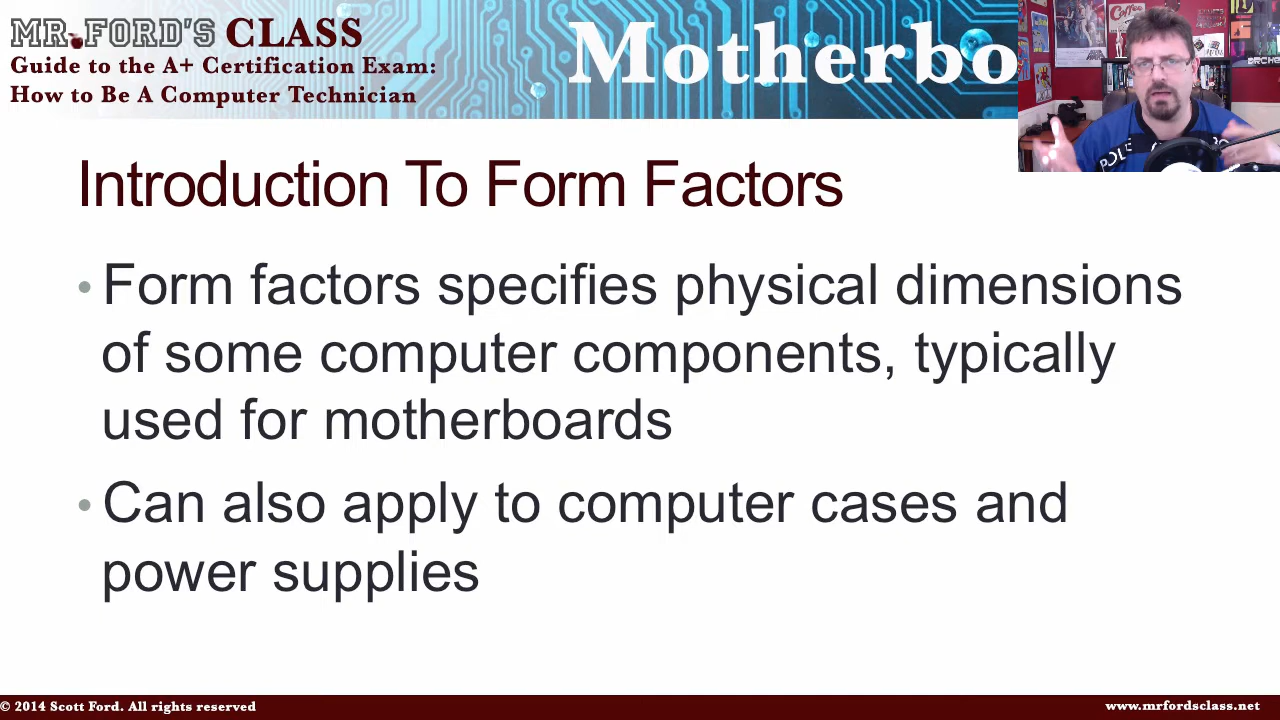 MR. FORD'S CLASS
Guide to the A+ Certification Exam:
How to Be A Computer Technician
Motherbo
Coffee
POLE
Introduction To Form Factors
• Form factors specifies physical dimensions
of some computer components, typically
used for motherboards
• Can also apply to computer cases and
power supplies
© 2014 Scott Ford. All rights reserved
www.mrfordsclass.net